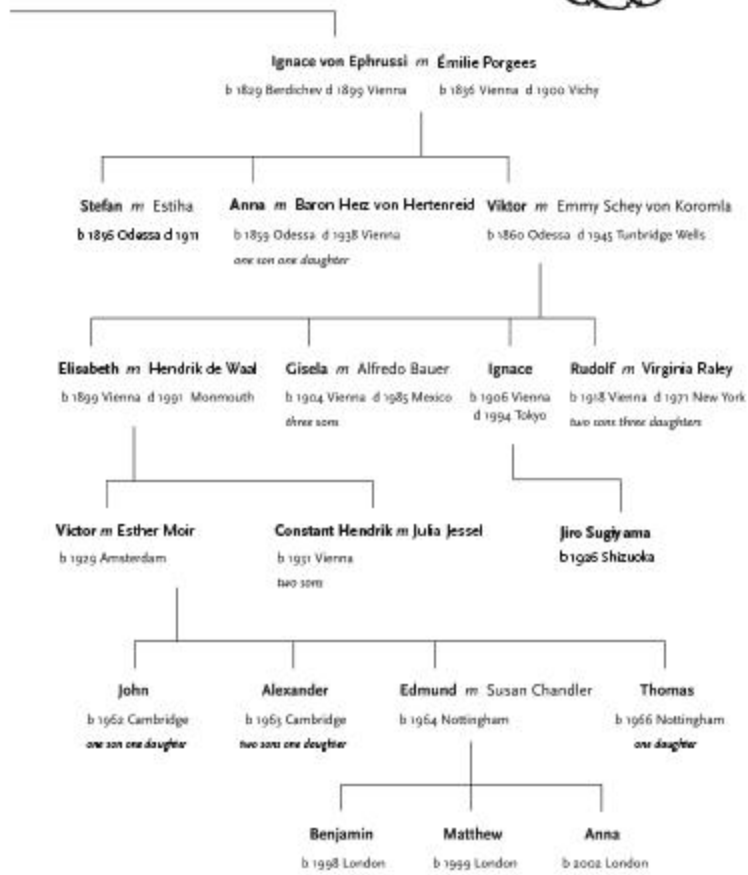 Ignace von Ephrussi m Émilie Porgees
b 1829 Berdichev d 1899 Vienna b 1836 Vienna d 1900 Vichy
Stefan m Estiha Anna m Baron Herz von Hertenreid Viktor m Emmy Schey von Koromla
b 1856 Odessa d 1911 b 1859 Odessa d 1938 Vienna b 1860 Odessa d 1945 Tunbridge Wells
one son one daughter
Elisabeth m Hendrik de Waal Gisela m Alfredo Bauer Ignace Rudolf m Virginia Raley
b 1899 Vienna d 1991 Monmouth b 1904 Vienna d 1985 Mexico b 1906 Vienna b 1918 Vienna d 1971 New York
three sons d 1994 Tokyo two sons three daughters
Victor m Esther Moir Constant Hendrik m Julia Jessel Jiro Sugiyama
b 1929 Amsterdam b 1931 Vienna b 1926 Shizuoka
two sons
John Alexander Edmund m Susan Chandler Thomas
b 1962 Cambridge b 1963 Cambridge b 1964 Nottingham b 1966 Nottingham
one son one daughter two sons one daughter one daughter
Benjamin Matthew Anna
b 1998 London b 1999 London b 2002 London